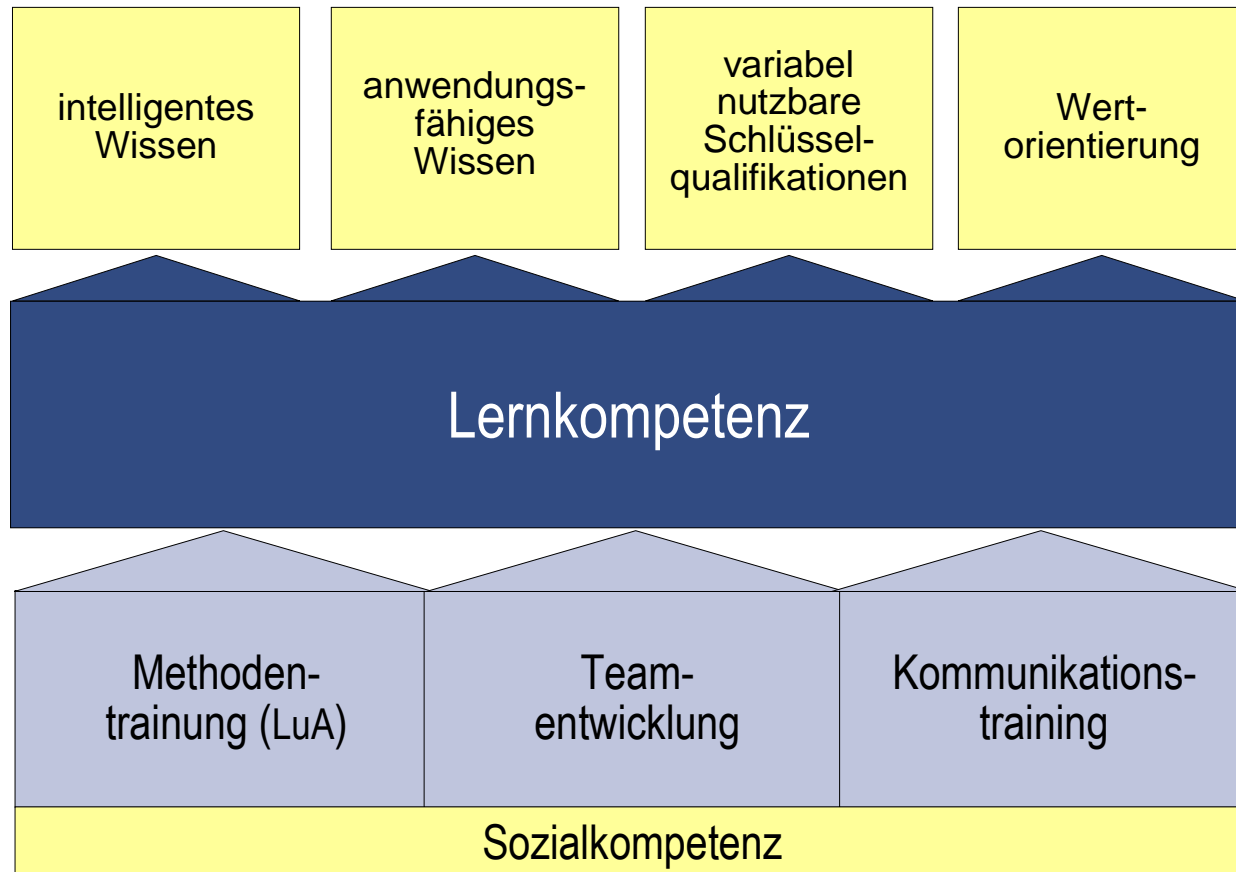 intelligentes
Wissen
anwendungs-
fähiges
Wissen
variabel
nutzbare
Schlüssel-
qualifikationen
Wert-
orientierung
Lernkompetenz
Methoden-
trainung (LuA)
Team-
entwicklung
Kommunikations-
training
Sozialkompetenz